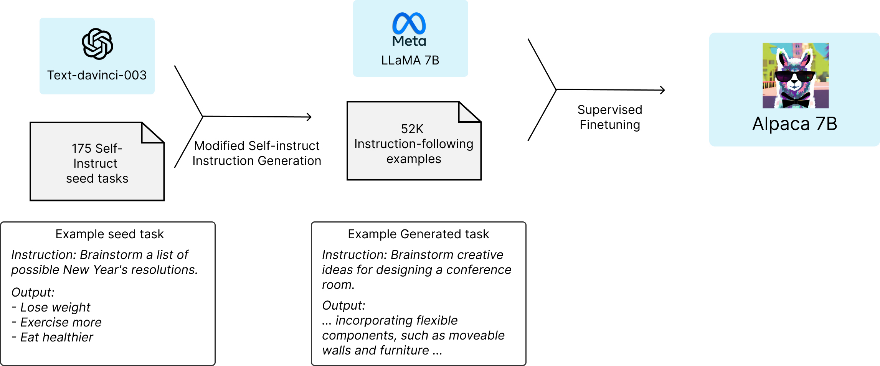 Text-davinci-003
175 Self-
Instruct
seed tasks
Modified Self-instruct
Instruction Generation
Meta
LLaMA 7B
52K
Instruction-following
examples
Supervised
Finetuning
Alpaca 7B
Example seed task
Instruction: Brainstorm a list of
possible New Year's resolutions.
Output:
- Lose weight
- Exercise more
- Eat healthier
Example Generated task
Instruction: Brainstorm creative
ideas for designing a conference
room.
Output:
... incorporating flexible
components, such as moveable
walls and furniture ...